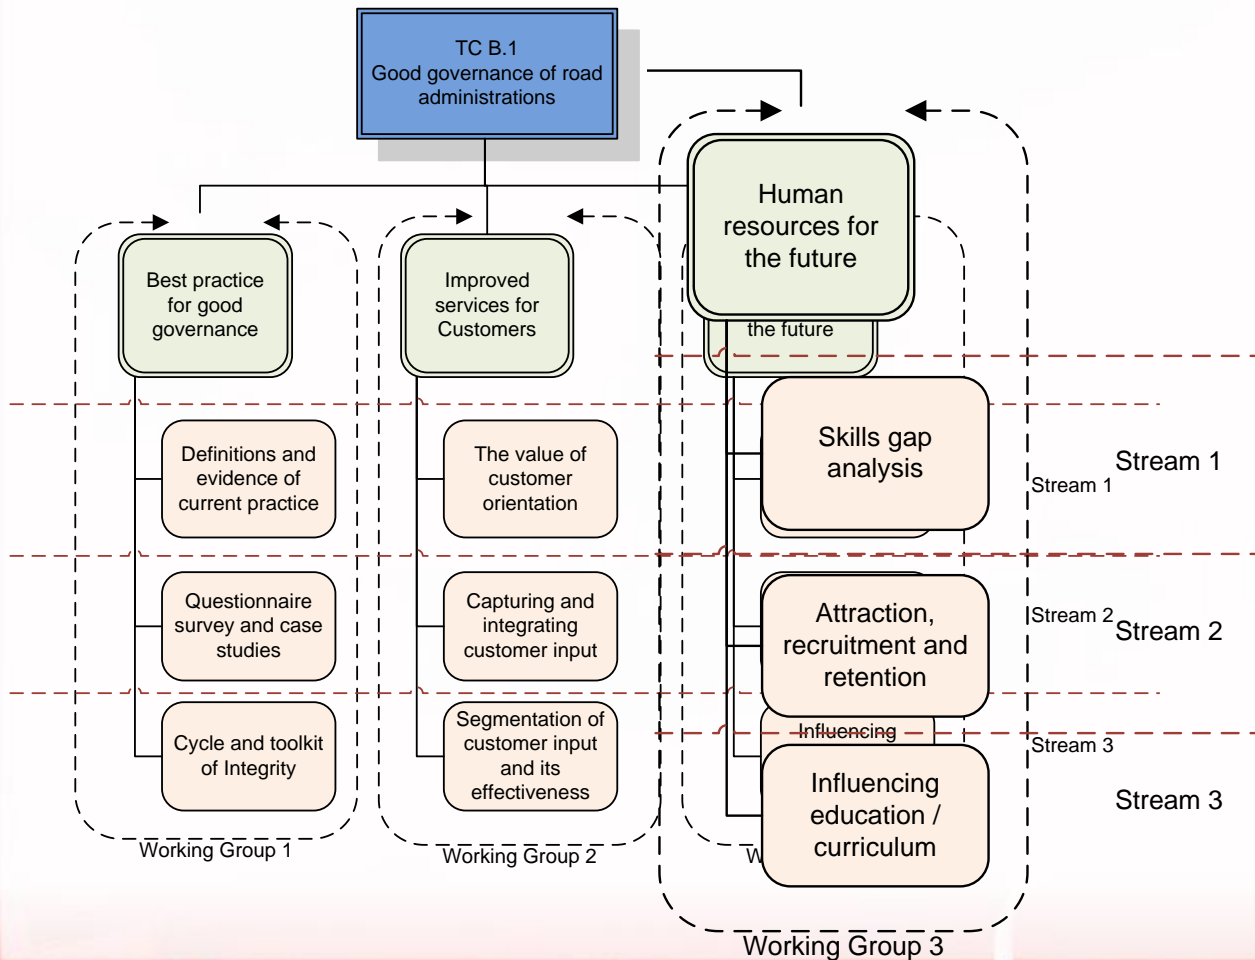 TC B.1
Good governance of road
administrations
Best practice
for good
governance
Improved
services for
Customers
Human
resources for
the future
the future
Definitions and
evidence of
current practice
The value of
customer
orientation
Skills gap
analysis
Stream 1
Stream 1
Questionnaire
survey and case
studies
Capturing and
integrating
customer input
Attraction,
recruitment and
retention
Stream 2
Stream 2
Cycle and toolkit
of Integrity
Segmentation of
customer input
and its
effectiveness
Influencing
Influencing
education /
curriculum
Stream 3
Stream 3
Working Group 1
Working Group 2
Working Group 3